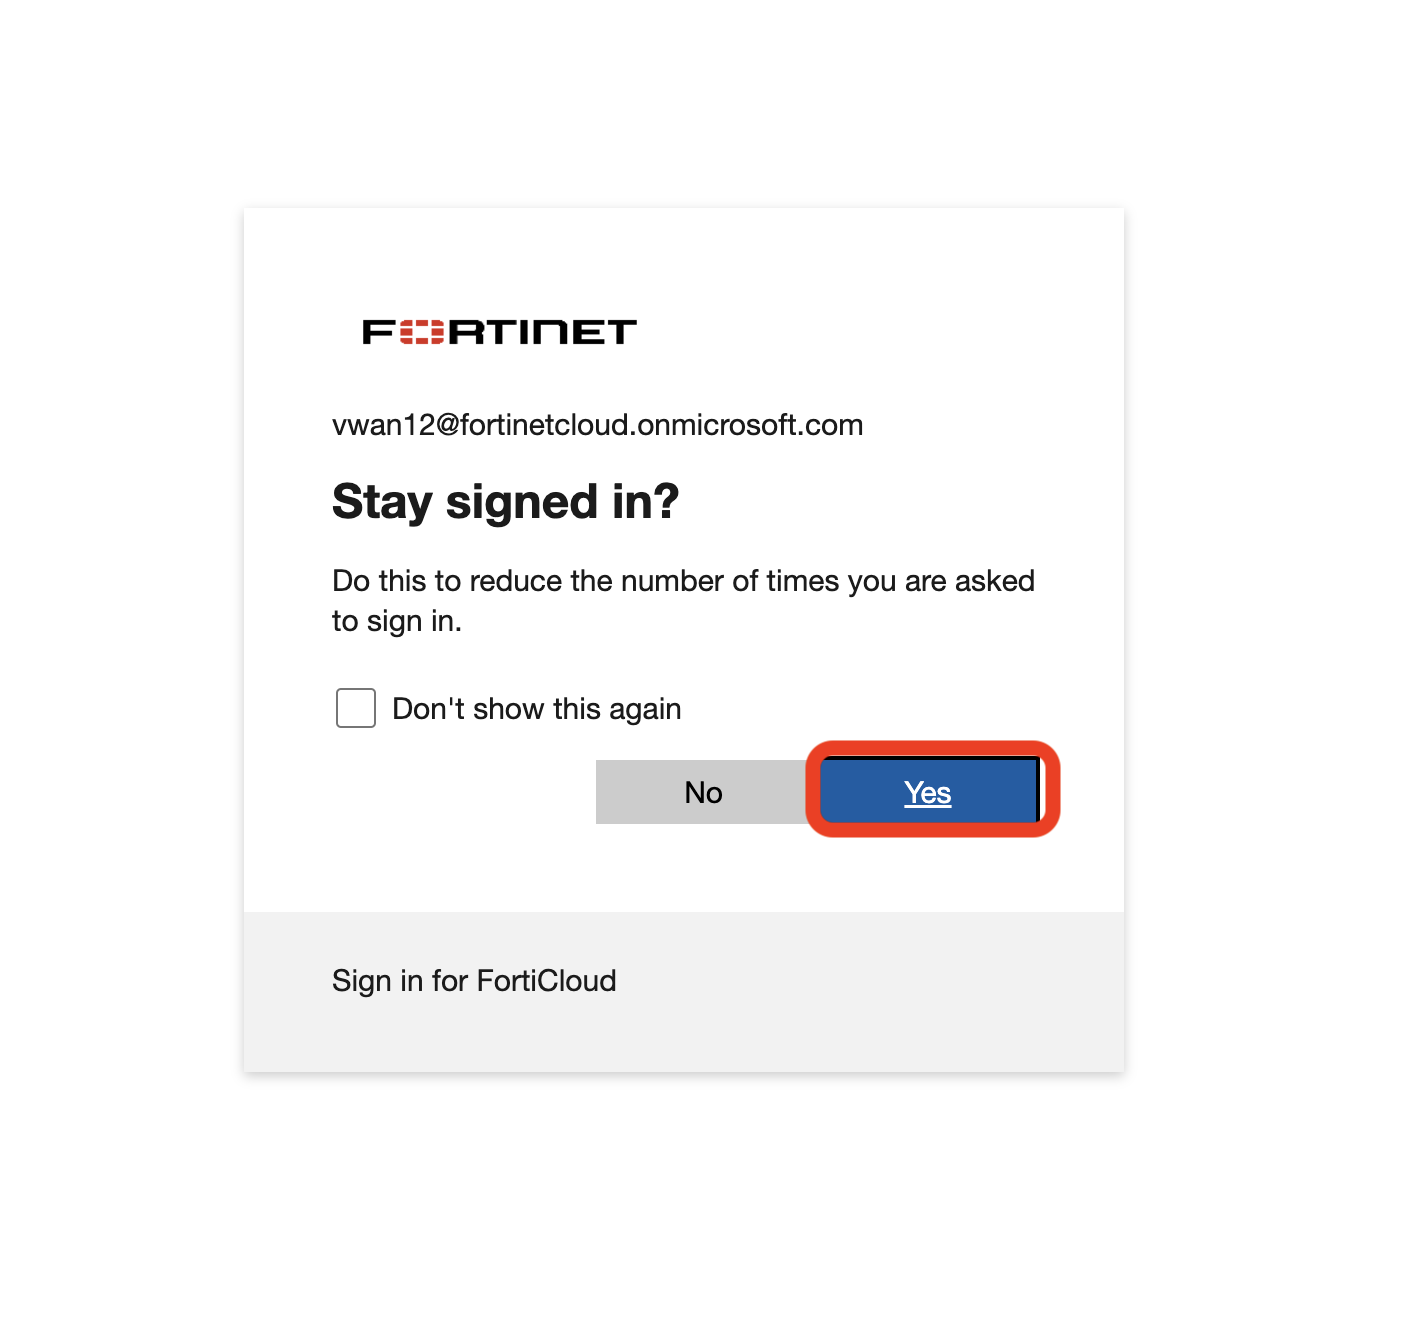 FORTINET
vwan12@fortinetcloud.onmicrosoft.com
Stay signed in?
Do this to reduce the number of times you are asked
to sign in.
Don't show this again
No
Yes
Sign in for FortiCloud